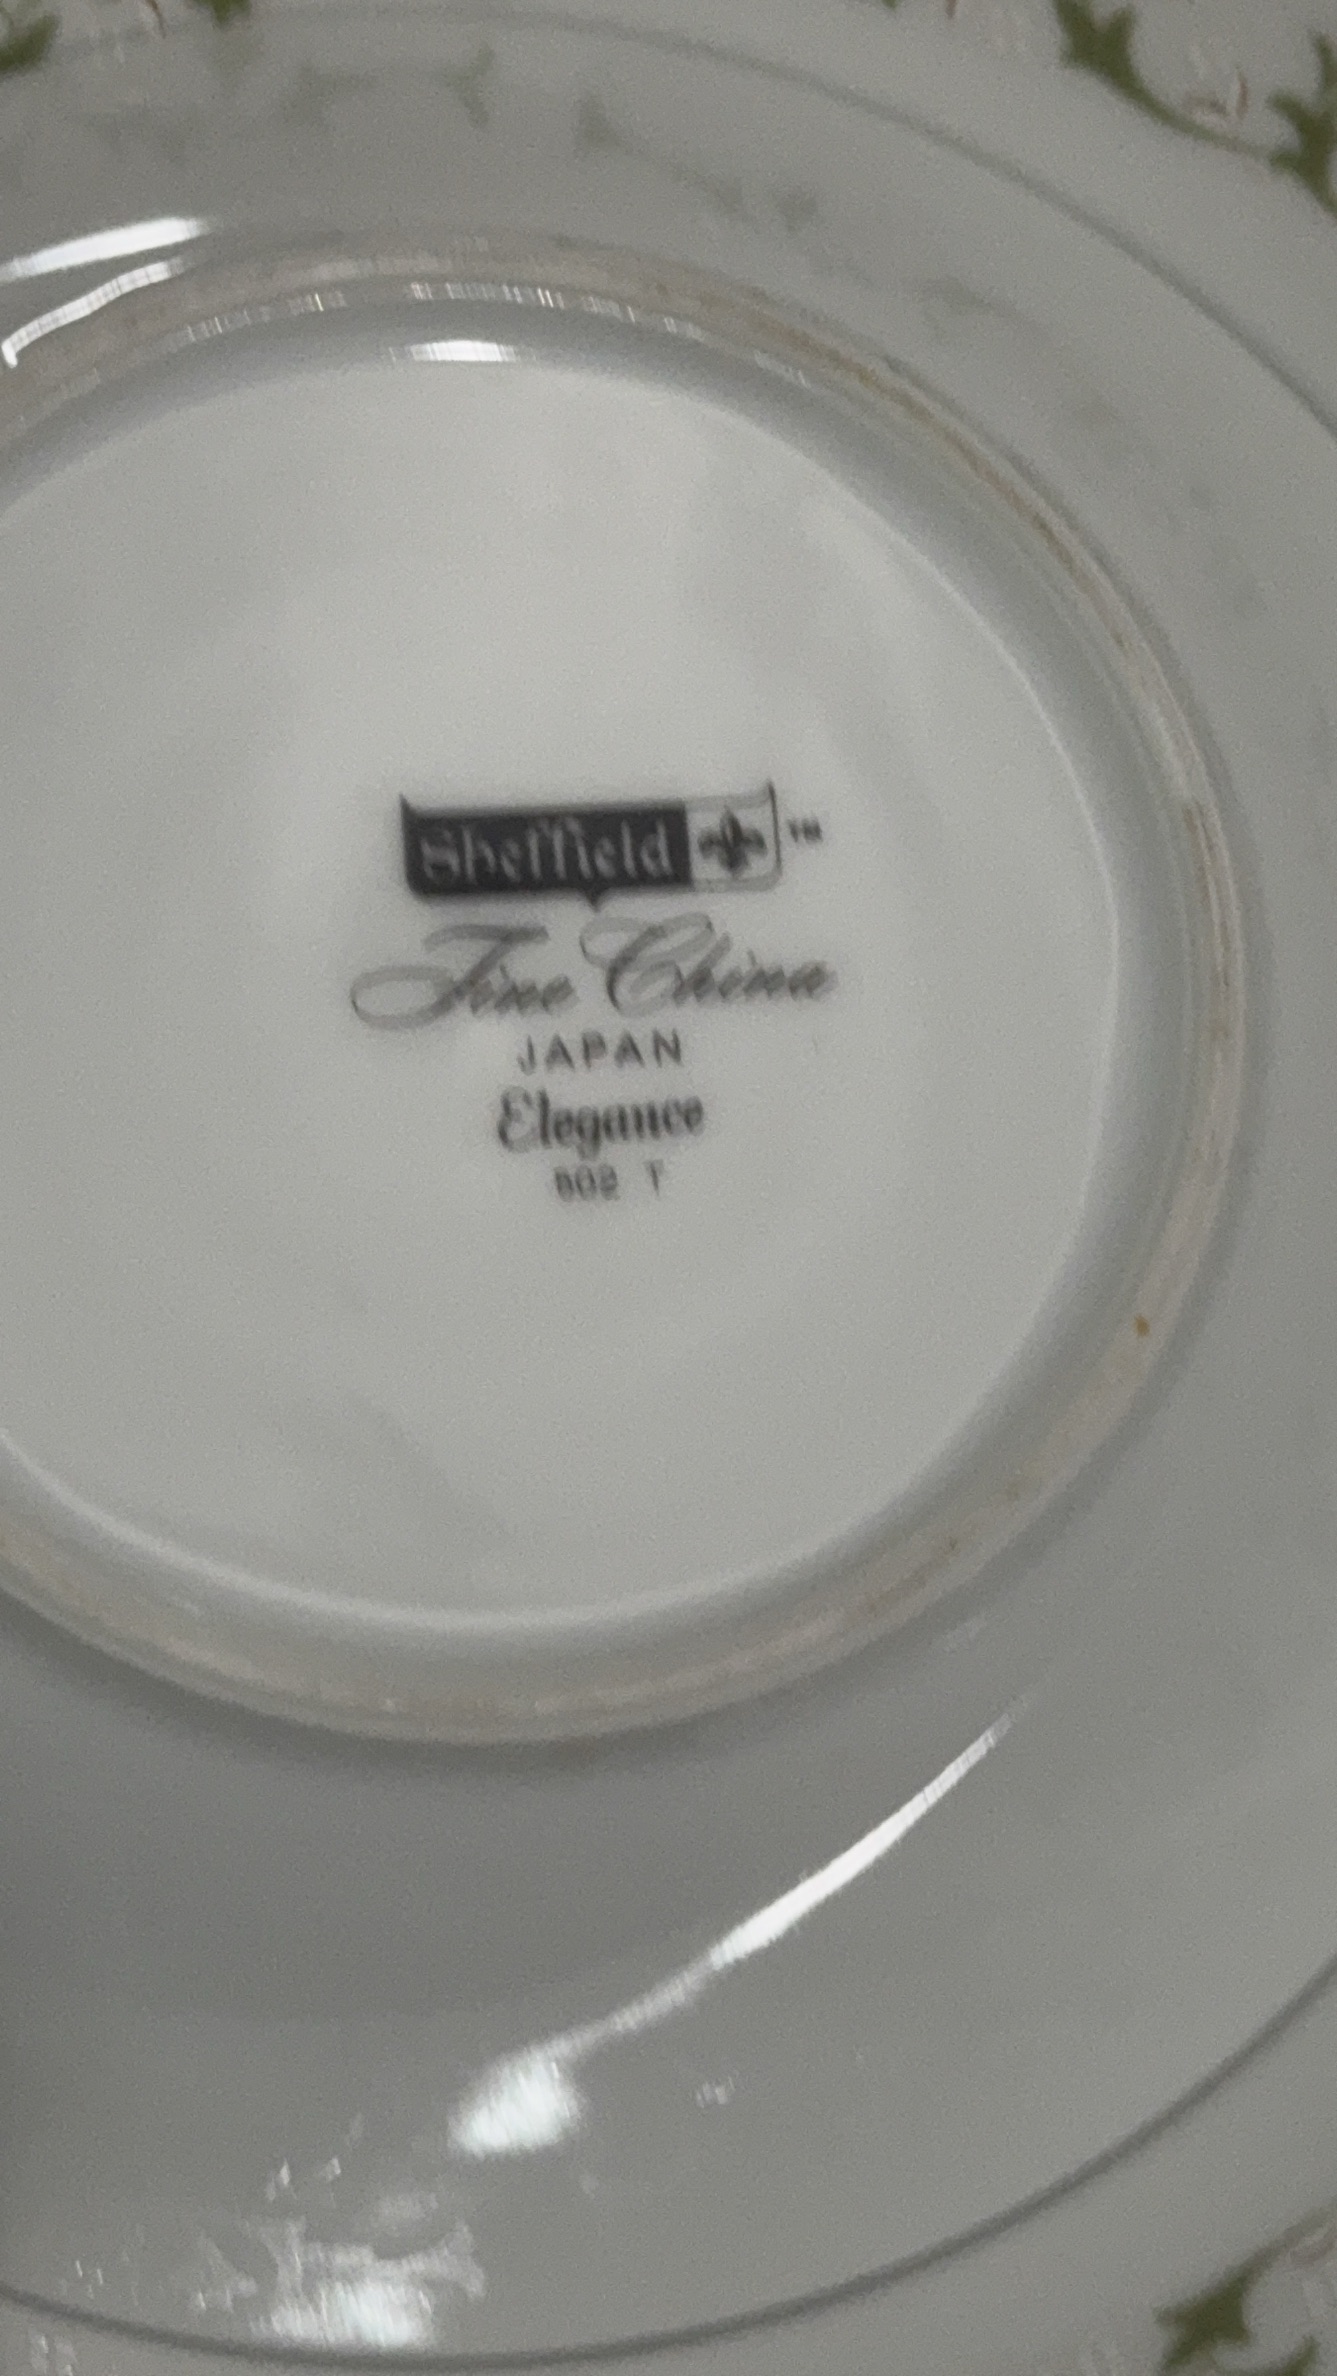 Sheffield ™
Fine China
JAPAN
Elegance
502 T